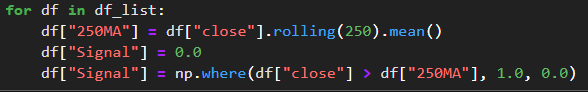 for df in df_list:
    df["250MA"] = df["close"].rolling(250).mean()
    df["Signal"] = 0.0
    df["Signal"] = np.where(df["close"] > df["250MA"], 1.0, 0.0)